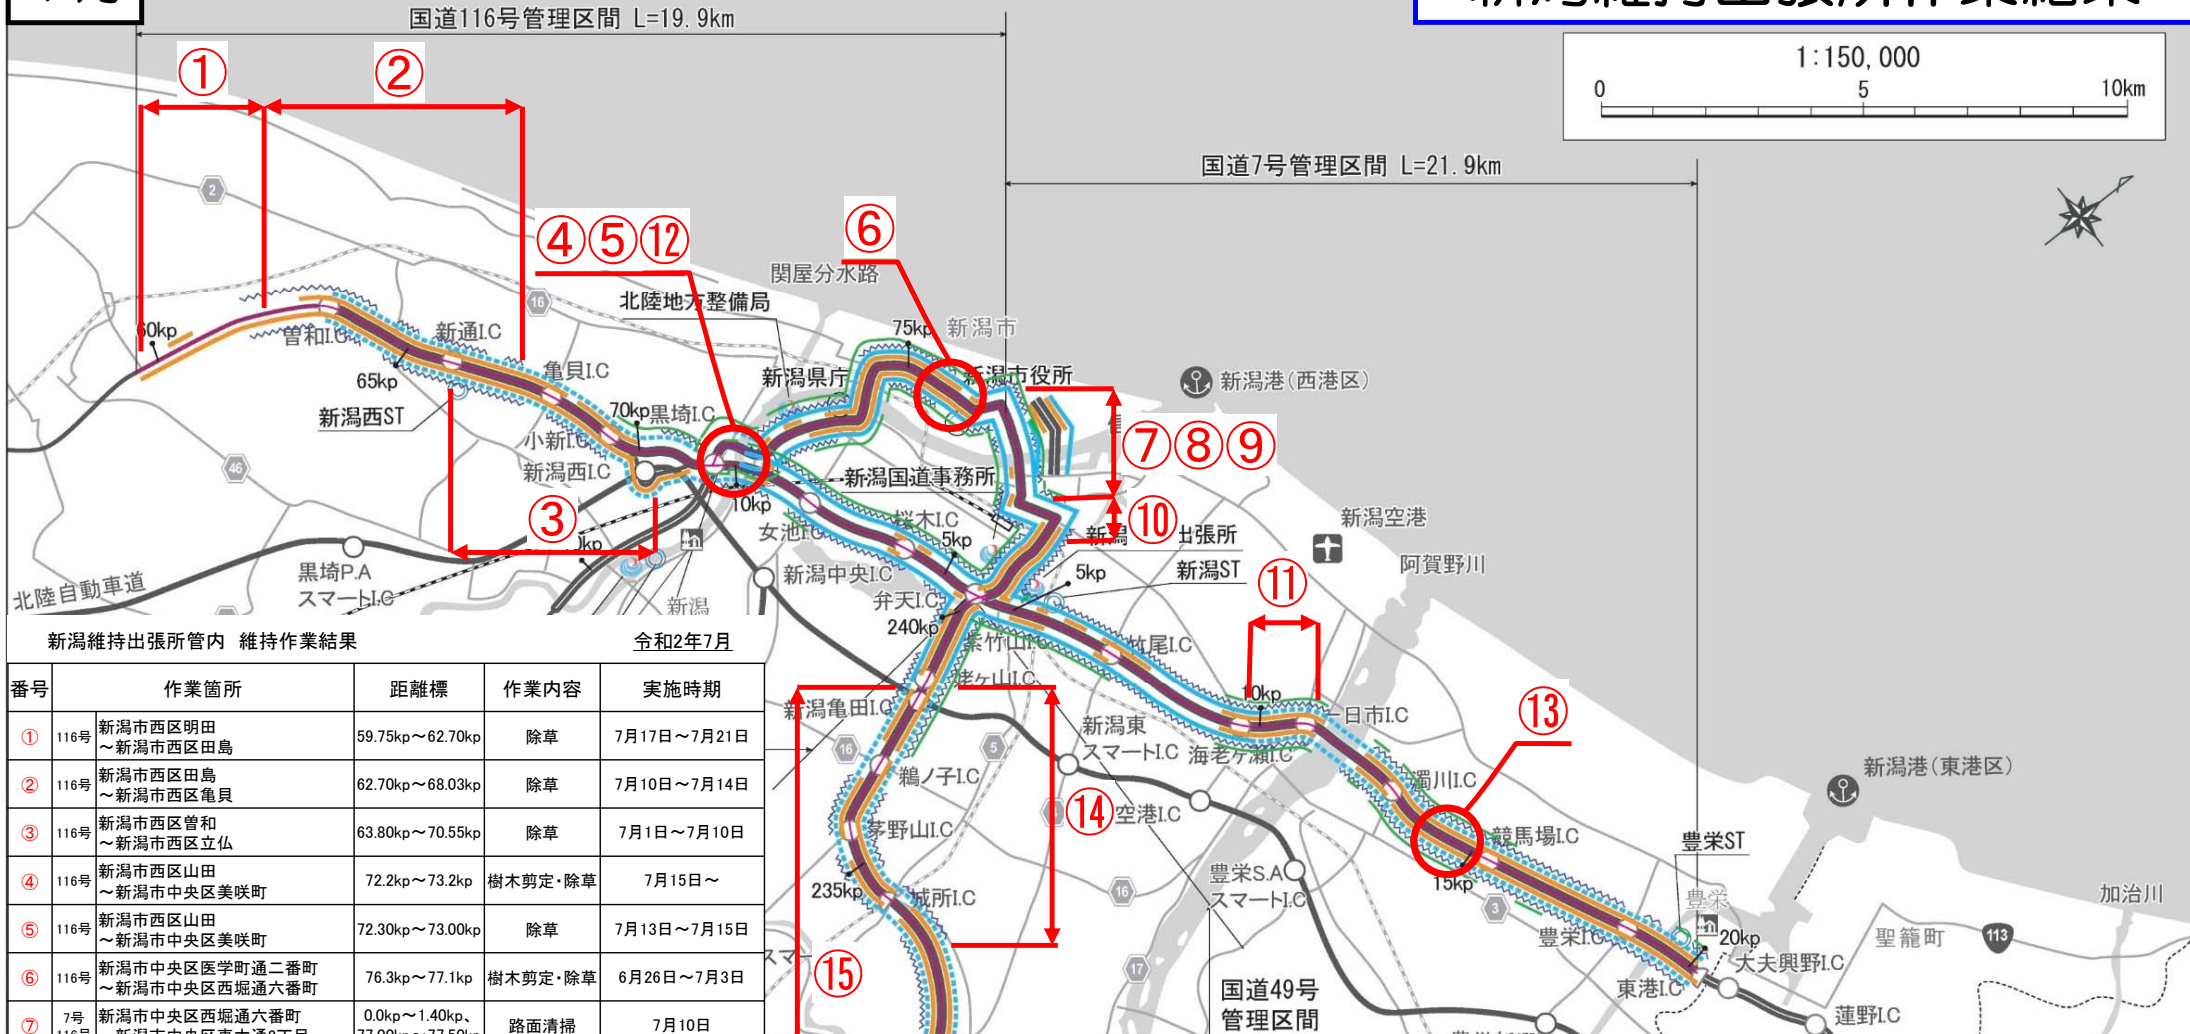 国道116号管理区間 L=19.9km
1:150,000
0 5 10km
国道7号管理区間 L=21.9km
① ②
④⑤⑫ ⑥
関屋分水路
北陸地方整備局
2
16
60kp
曽和I.C
新通I.C
75kp 新潟市
65kp
亀貝I.C
新潟県庁
新潟市役所
新潟港(西港区)
新潟西ST
70kp 黒埼I.C
小新I.C
新潟西I.C
⑦⑧⑨
46
新潟国道事務所
③
10kp
女池I.C
桜木I.C
⑩
新潟空港
5kp
出張所
阿賀野川
黒埼P.A
スマートI.C
北陸自動車道
新潟中央I.C
5kp
新潟ST
⑪
新潟
弁天I.C
240kp
紫竹山I.C
竹尾I.C
新潟維持出張所管内 維持作業結果 令和2年7月
番号 作業箇所 距離標 作業内容 実施時期
① 116号 新潟市西区明田
～新潟市西区田島 59.75kp～62.70kp 除草 7月17日～7月21日
② 116号 新潟市西区田島
～新潟市西区亀貝 62.70kp～68.03kp 除草 7月10日～7月14日
③ 116号 新潟市西区曽和
～新潟市西区立仏 63.80kp～70.55kp 除草 7月1日～7月10日
④ 116号 新潟市西区山田
～新潟市中央区美咲町 72.2kp～73.2kp 樹木剪定・除草 7月15日～
⑤ 116号 新潟市西区山田
～新潟市中央区美咲町 72.30kp～73.00kp 除草 7月13日～7月15日
⑥ 116号 新潟市中央区医学町通二番町
～新潟市中央区西堀通六番町 76.3kp～77.1kp 樹木剪定・除草 6月26日～7月3日
⑦ 7号 新潟市中央区西堀通六番町
0.0kp～1.40kp、 路面清掃 7月10日
姥ヶ山I.C
新潟亀田I.C
10kp
一日市I.C
⑬
新潟東
スマートI.C
海老ヶ瀬I.C
16
5
鵜ノ子I.C
濁川I.C
新潟港(東港区)
⑭
空港I.C
茅野山I.C
競馬場I.C
豊栄ST
235kp
城所I.C
16
豊栄S.A
スマートI.C
15kp
3
豊栄
加治川
豊栄I.C
20kp
聖籠町
113
大夫興野I.C
⑮
17
国道49号
管理区間
東港I.C
蓮野I.C